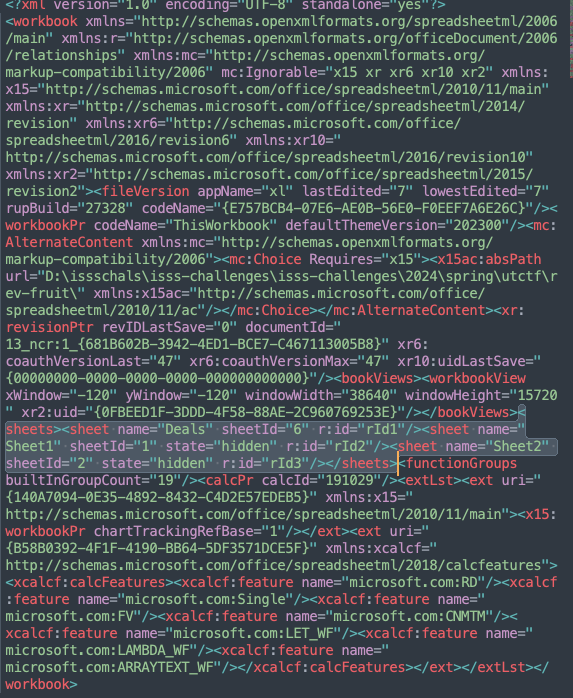 <?xml version="1.0" encoding="UTF-8" standalone="yes"?>
<workbook xmlns="http://schemas.openxmlformats.org/spreadsheetml/2006
/main" xmlns:r="http://schemas.openxmlformats.org/officeDocument/2006
/relationships" xmlns:mc="http://schemas.openxmlformats.org/
markup-compatibility/2006" mc:Ignorable="x15 xr xr6 xr10 xr2" xmlns:
x15="http://schemas.microsoft.com/office/spreadsheetml/2010/11/main"
xmlns:xr="http://schemas.microsoft.com/office/spreadsheetml/2014/
revision" xmlns:xr6="http://schemas.microsoft.com/office/
spreadsheetml/2016/revision6" xmlns:xr10="
http://schemas.microsoft.com/office/spreadsheetml/2016/revision10"
xmlns:xr2="http://schemas.microsoft.com/office/spreadsheetml/2015/
revision2"><fileVersion appName="xl" lastEdited="7" lowestEdited="7"
rupBuild="27328" codeName="{E757BCB4-07E6-AE0B-56E0-F0EEF7A6E26C}"/><
workbookPr codeName="ThisWorkbook" defaultThemeVersion="202300"/><mc:
AlternateContent xmlns:mc="http://schemas.openxmlformats.org/
markup-compatibility/2006"><mc:Choice Requires="x15"><x15ac:absPath
url="D:\issschals\isss-challenges\isss-challenges\2024\spring\utctf\r
ev-fruit\" xmlns:x15ac="http://schemas.microsoft.com/office/
spreadsheetml/2010/11/ac"/></mc:Choice></mc:AlternateContent><xr:
revisionPtr revIDLastSave="0" documentId="
13_ncr:1_{681B602B-3942-4ED1-BCE7-C467113005B8}" xr6:
coauthVersionLast="47" xr6:coauthVersionMax="47" xr10:uidLastSave="
{00000000-0000-0000-0000-000000000000}"/><bookViews><workbookView
xWindow="-120" yWindow="-120" windowWidth="38640" windowHeight="15720
" xr2:uid="{0FBEED1F-3DDD-4F58-88AE-2C960769253E}"/></bookViews><
sheets><sheet name="Deals" sheetId="6" r:id="rId1"/><sheet name="
Sheet1" sheetId="1" state="hidden" r:id="rId2"/><sheet name="Sheet2"
sheetId="2" state="hidden" r:id="rId3"/></sheets><functionGroups
builtInGroupCount="19"/><calcPr calcId="191029"/><extLst><ext uri="
{140A7094-0E35-4892-8432-C4D2E57EDEB5}" xmlns:x15="
http://schemas.microsoft.com/office/spreadsheetml/2010/11/main"><x15:
workbookPr chartTrackingRefBase="1"/></ext><ext uri="
{B58B0392-4F1F-4190-BB64-5DF3571DCE5F}" xmlns:xcalcf="
http://schemas.microsoft.com/office/spreadsheetml/2018/calcfeatures">
<xcalcf:calcFeatures><xcalcf:feature name="microsoft.com:RD"/><xcalcf
:feature name="microsoft.com:Single"/><xcalcf:feature name="
microsoft.com:FV"/><xcalcf:feature name="microsoft.com:CNMTM"/><
xcalcf:feature name="microsoft.com:LET_WF"/><xcalcf:feature name="
microsoft.com:LAMBDA_WF"/><xcalcf:feature name="
microsoft.com:ARRAYTEXT_WF"/></xcalcf:calcFeatures></ext></extLst></
workbook>